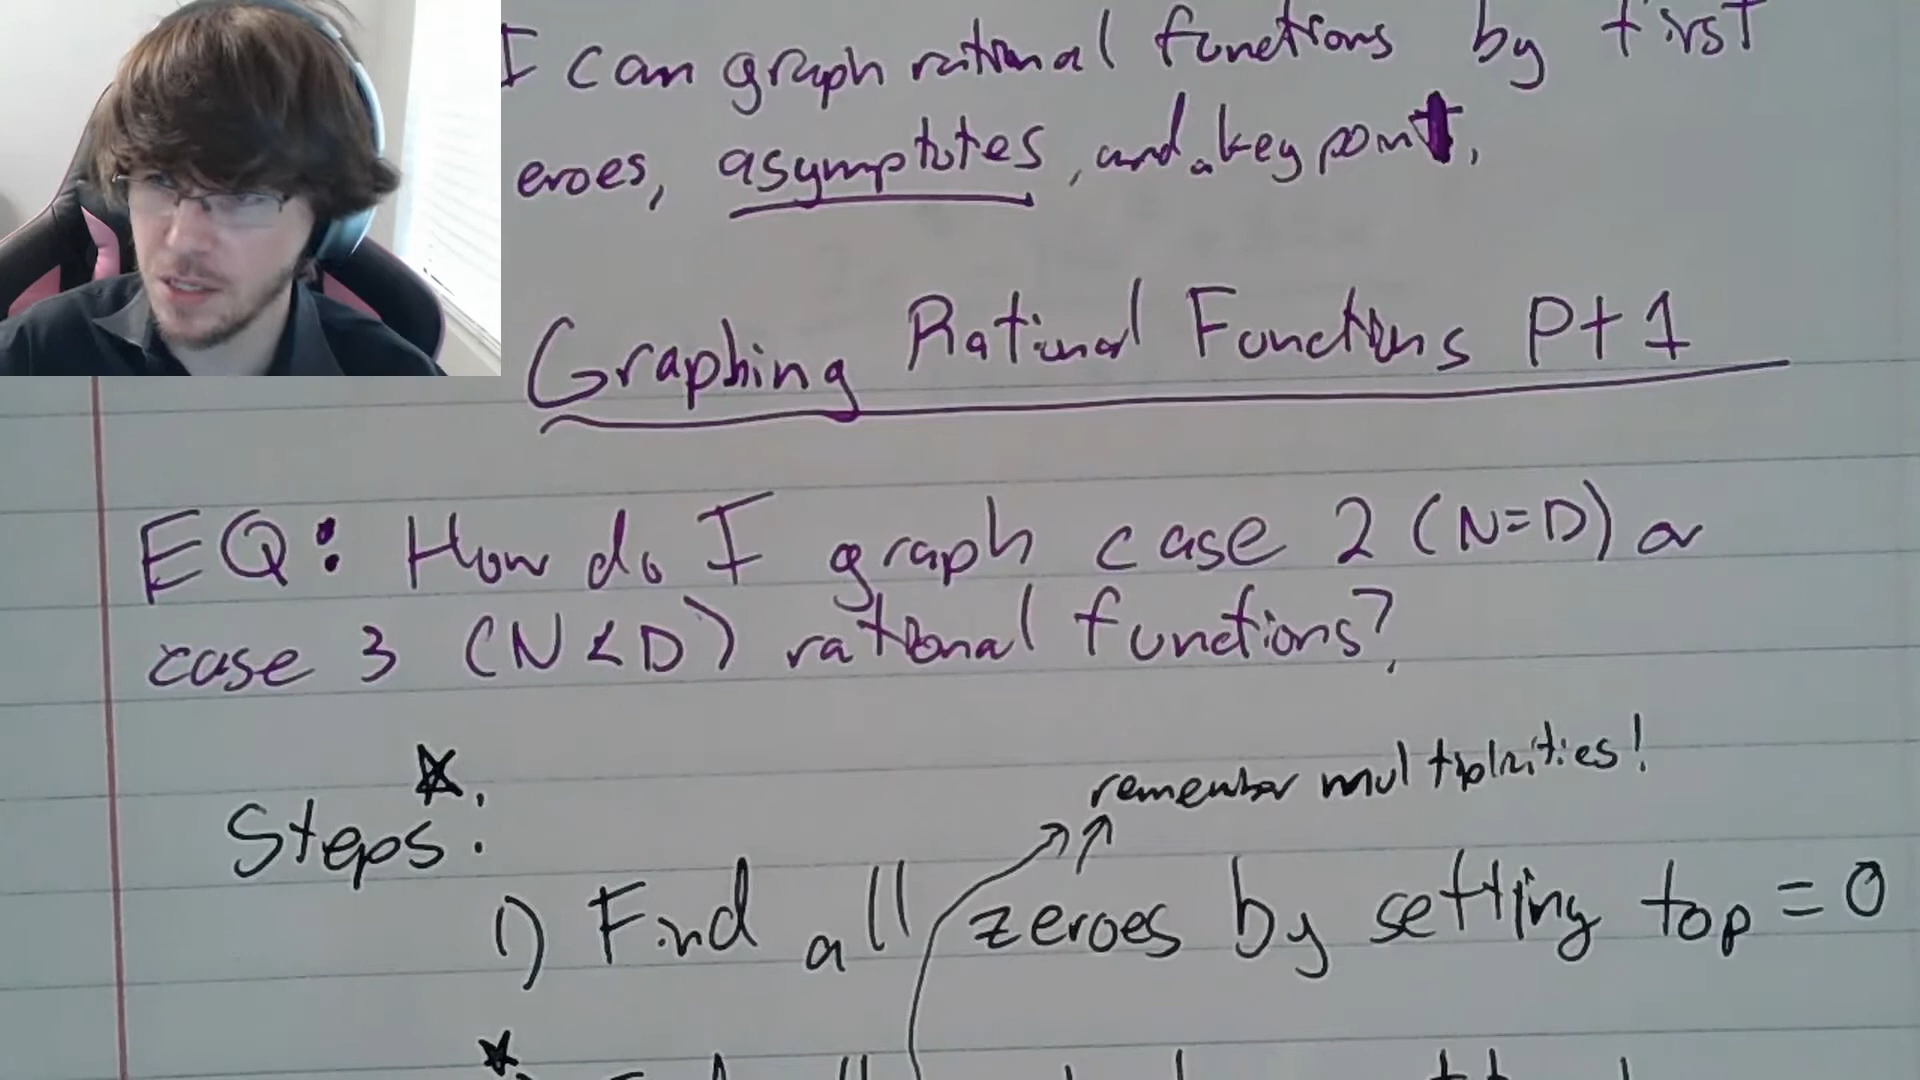 I can graph rational functions by first
eroes, asymptotes, and key point,
Graphing Rational Functions Pt 1
EQ: How do I graph case 2 (N=D) or
case 3 (N<D) rational functions?
remember multiplicities!
Steps:
1) Find all zeroes by setting top = 0